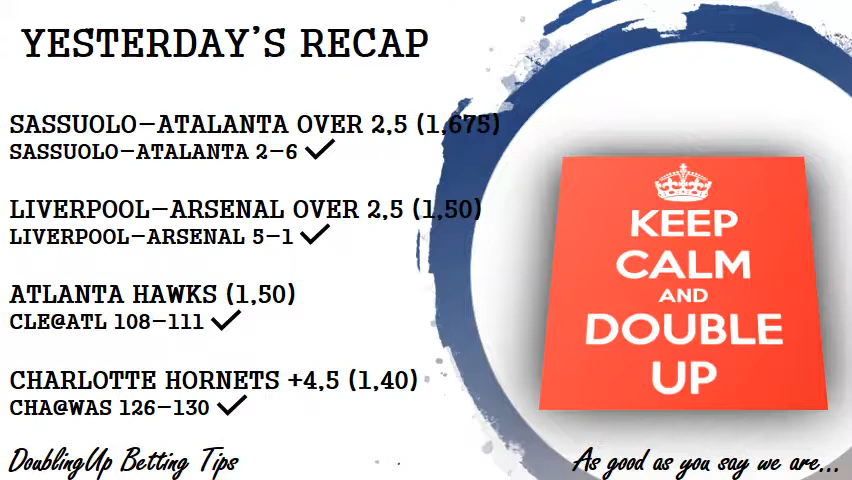 YESTERDAY'S RECAP
SASSUOLO-ATALANTA OVER 2,5 (1,675)
SASSUOLO-ATALANTA 2-6 ✓
LIVERPOOL-ARSENAL OVER 2,5 (1,50)
LIVERPOOL-ARSENAL 5-1 ✓
ATLANTA HAWKS (1,50)
CLE@ATL 108-111 ✓
CHARLOTTE HORNETS +4,5 (1,40)
CHA@WAS 126-130 ✓
KEEP
CALM
AND
DOUBLE
UP
DoublingUp Betting Tips
As good as you say we are...